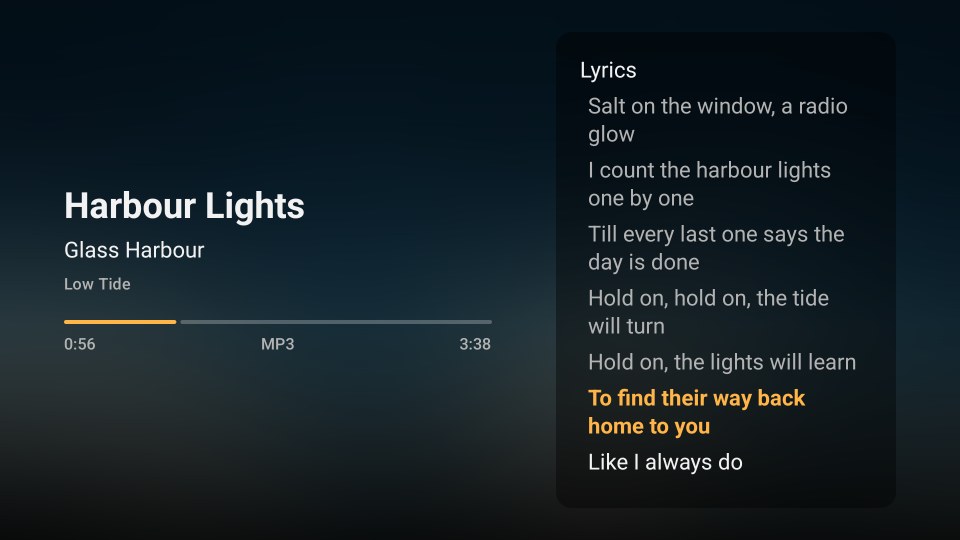 Harbour Lights
Glass Harbour
Low Tide
0:56 MP3 3:38
Lyrics
Salt on the window, a radio
glow
I count the harbour lights
one by one
Till every last one says the
day is done
Hold on, hold on, the tide
will turn
Hold on, the lights will learn
To find their way back
home to you
Like I always do